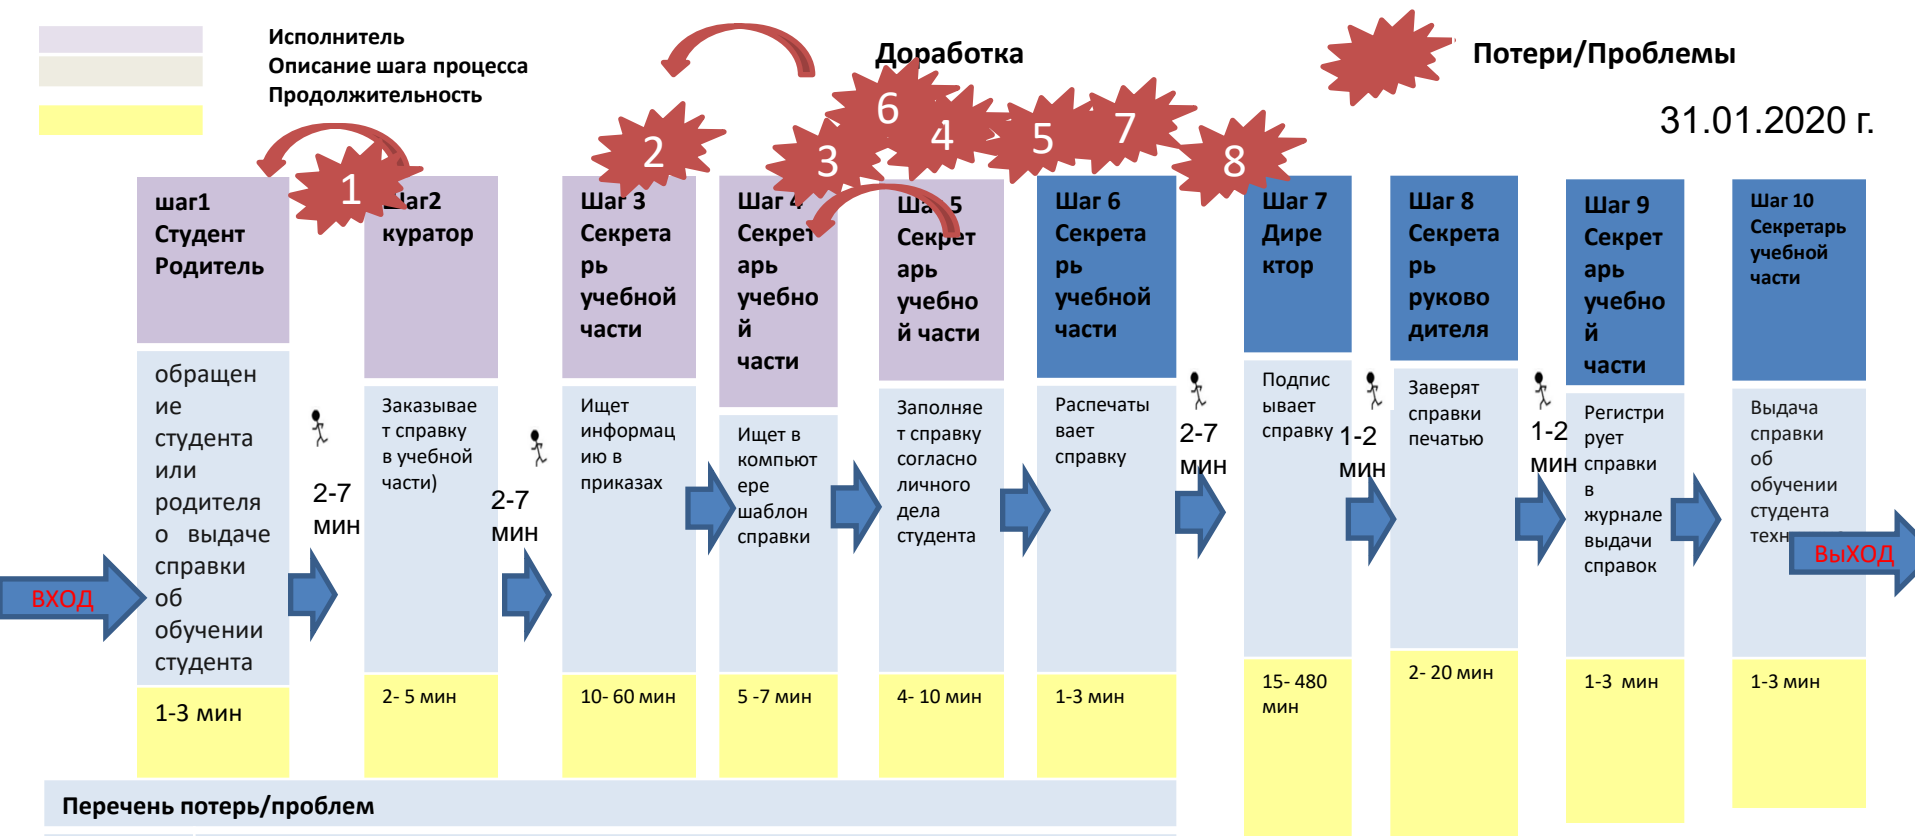 Исполнитель
Описание шага процесса
Продолжительность
Доработка
Потери/Проблемы
31.01.2020 г.
1
2
3
6
4
5
7
8
шаг1
Студент
Родитель
обращен
ие
студента
или
родителя
о выдаче
справки
об
обучении
студента
1-3 мин
2-7
мин
Шаг2
куратор
Заказывае
т справку
в учебной
части)
2- 5 мин
2-7
мин
Шаг 3
Секрета
рь
учебной
части
Ищет
информац
ию в
приказах
10- 60 мин
Шаг 4
Секрет
арь
учебно
й
части
Ищет в
компьют
ере
шаблон
справки
5 -7 мин
Шаг 5
Секрет
арь
учебно
й части
Заполняе
т справку
согласно
личного
дела
студента
4- 10 мин
Шаг 6
Секрета
рь
учебной
части
Распечаты
вает
справку
1-3 мин
2-7
мин
Шаг 7
Дире
ктор
Подпис
ывает
справку
15- 480
мин
1-2
мин
Шаг 8
Секрета
рь
руково
дителя
Заверят
справки
печатью
2- 20 мин
1-2
мин
Шаг 9
Секрет
арь
учебно
й
части
Регистри
рует
справки
в
журнале
выдачи
справок
1-3 мин
Шаг 10
Секретарь
учебной
части
Выдача
справки
об
обучении
студента
1-3 мин
ВХОД
ВыХОД
Перечень потерь/проблем